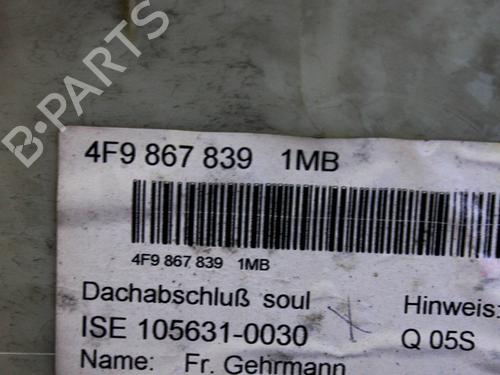 B-PARTS
4F9 867 839 1MB
4F9 867 839 1MB
Dachabschluß soul
Hinweis:
ISE 105631-0030
Q 05S
Name: Fr. Gehrmann